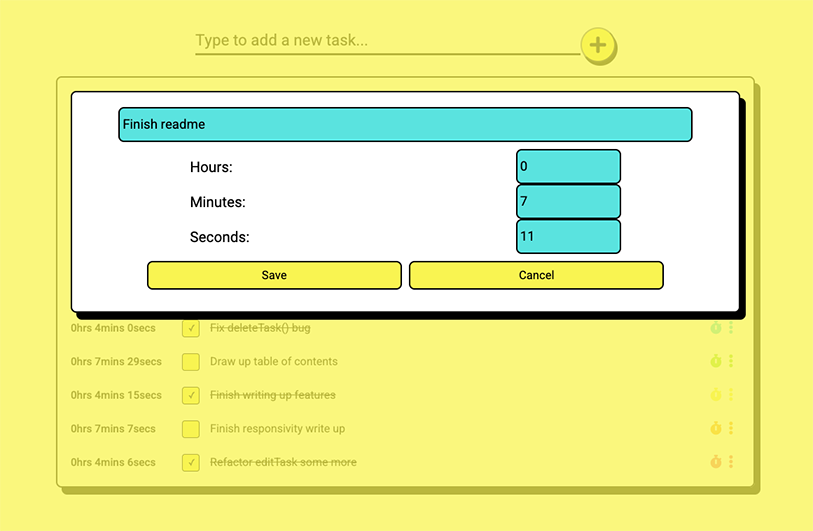 Type to add a new task...
Finish readme
Hours: 0
Minutes: 7
Seconds: 11
Save Cancel
0hrs 4mins 0secs Fix deleteTask() bug
0hrs 7mins 29secs Draw up table of contents
0hrs 4mins 15secs Finish writing up features
0hrs 7mins 7secs Finish responsivity write up
0hrs 4mins 6secs Refactor editTask some more